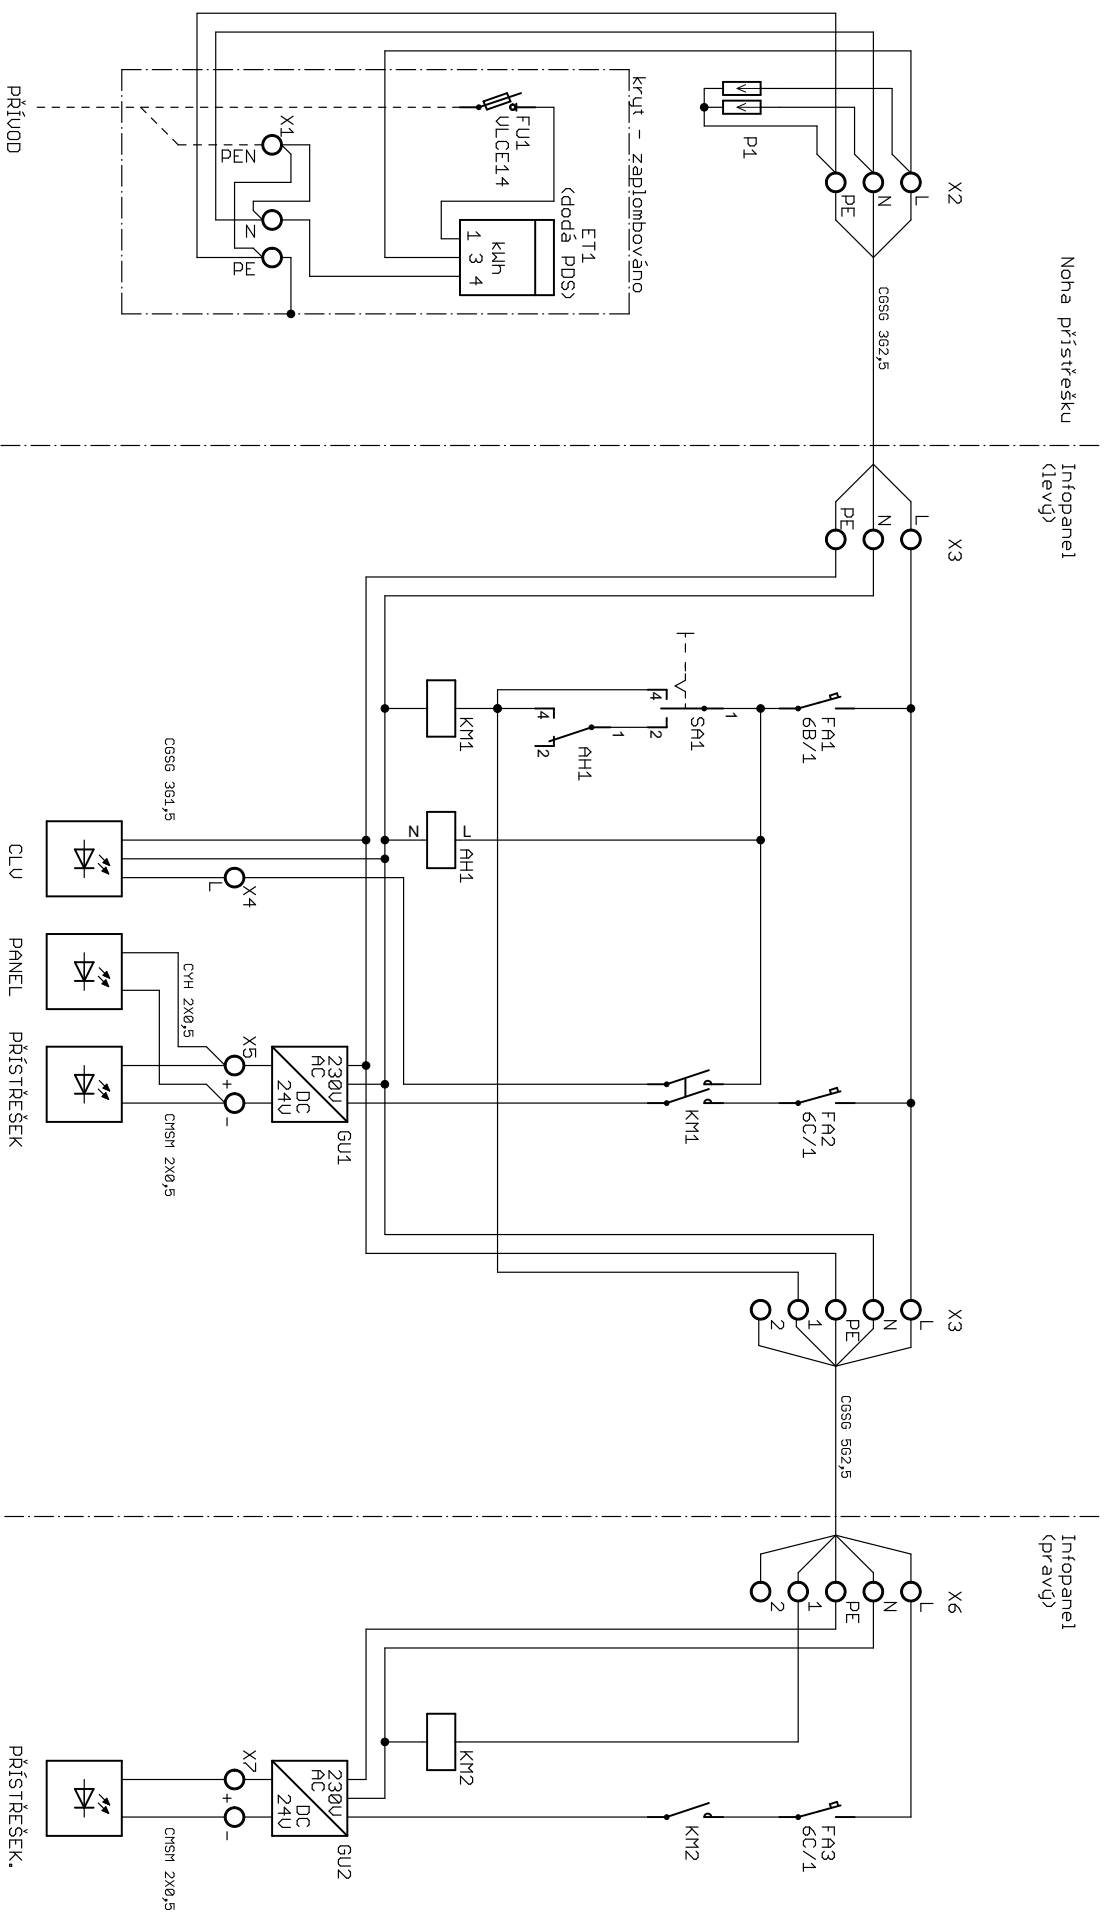 Noha přístřešku
X2
L
N
PE
P1
CGSG 3G2,5
kryt - zaplombováno
FU1
VLCE14
ET1
(dodá PDS)
kWh
1
3
4
X1
PEN
N
PE
PŘÍVOD
Infopanel
(levý)
X3
L
N
PE
FA1
6B/1
SA1
1
2
4
AH1
1
2
4
KM1
AH1
L
N
FA2
6C/1
KM1
X4
L
CGSG 3G1,5
CLV
PANEL
CYH 2X0,5
X5
+
-
GU1
230V
AC
DC
24V
CMSM 2X0,5
PŘÍSTŘEŠEK
X3
L
N
PE
1
2
CGSG 5G2,5
Infopanel
(pravý)
X6
L
N
PE
1
2
FA3
6C/1
KM2
KM2
GU2
230V
AC
DC
24V
X7
+
-
CMSM 2X0,5
PŘÍSTŘEŠEK.